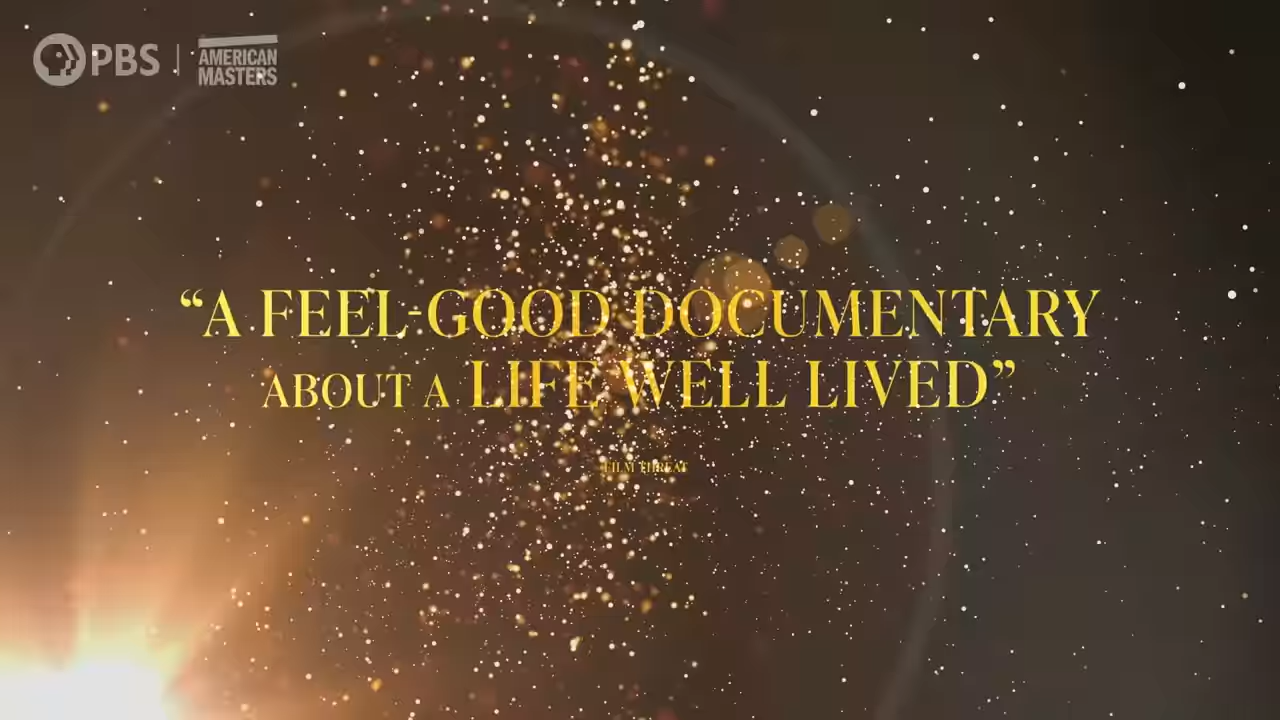 PBS | AMERICAN
MASTERS
“A FEEL-GOOD DOCUMENTARY
ABOUT A LIFE WELL LIVED”
FILM THREAT